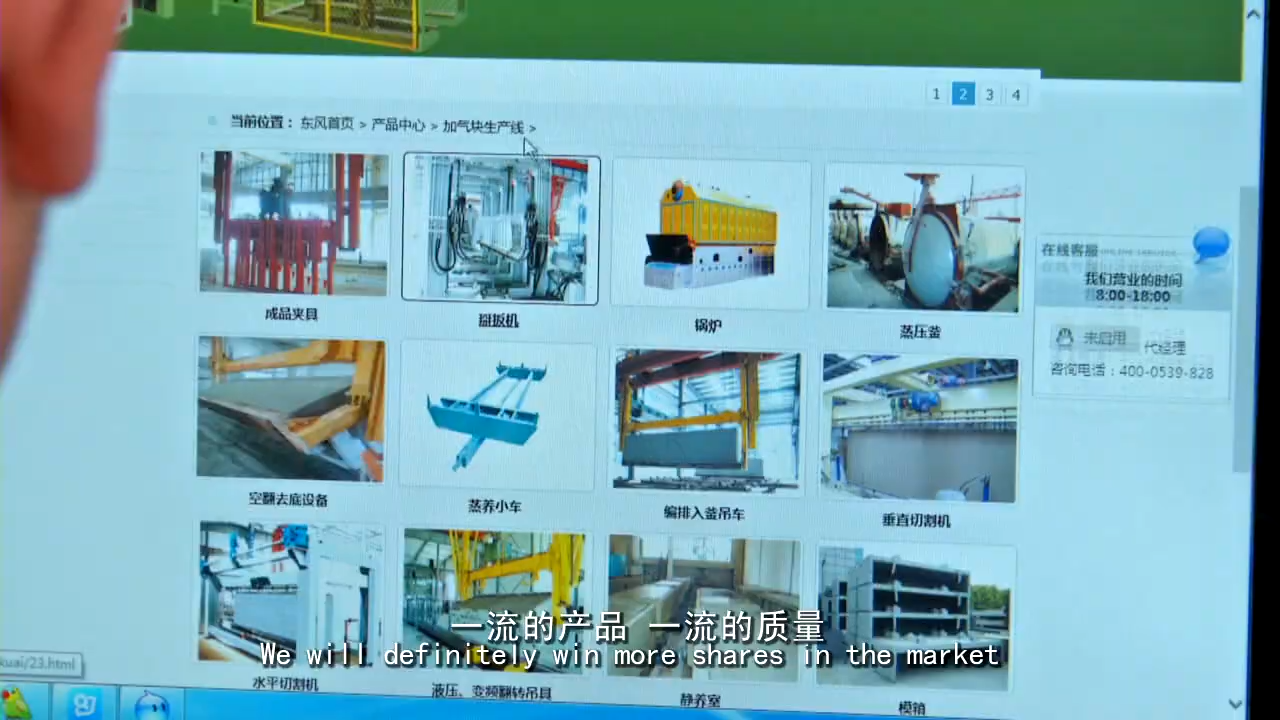 1 2 3 4
当前位置：东风首页 > 产品中心 > 加气块生产线 >
成品夹具
掰扳机
锅炉
蒸压釜
在线客服
我们营业的时间
8:00-18:00
未启用
代经理
咨询电话：400-0539-828
空翻去底设备
蒸养小车
编排入釜吊车
垂直切割机
一流的产品 一流的质量
We will definitely win more shares in the market
kuai/23.html
水平切割机
液压、变频翻转吊具
静养室
模箱